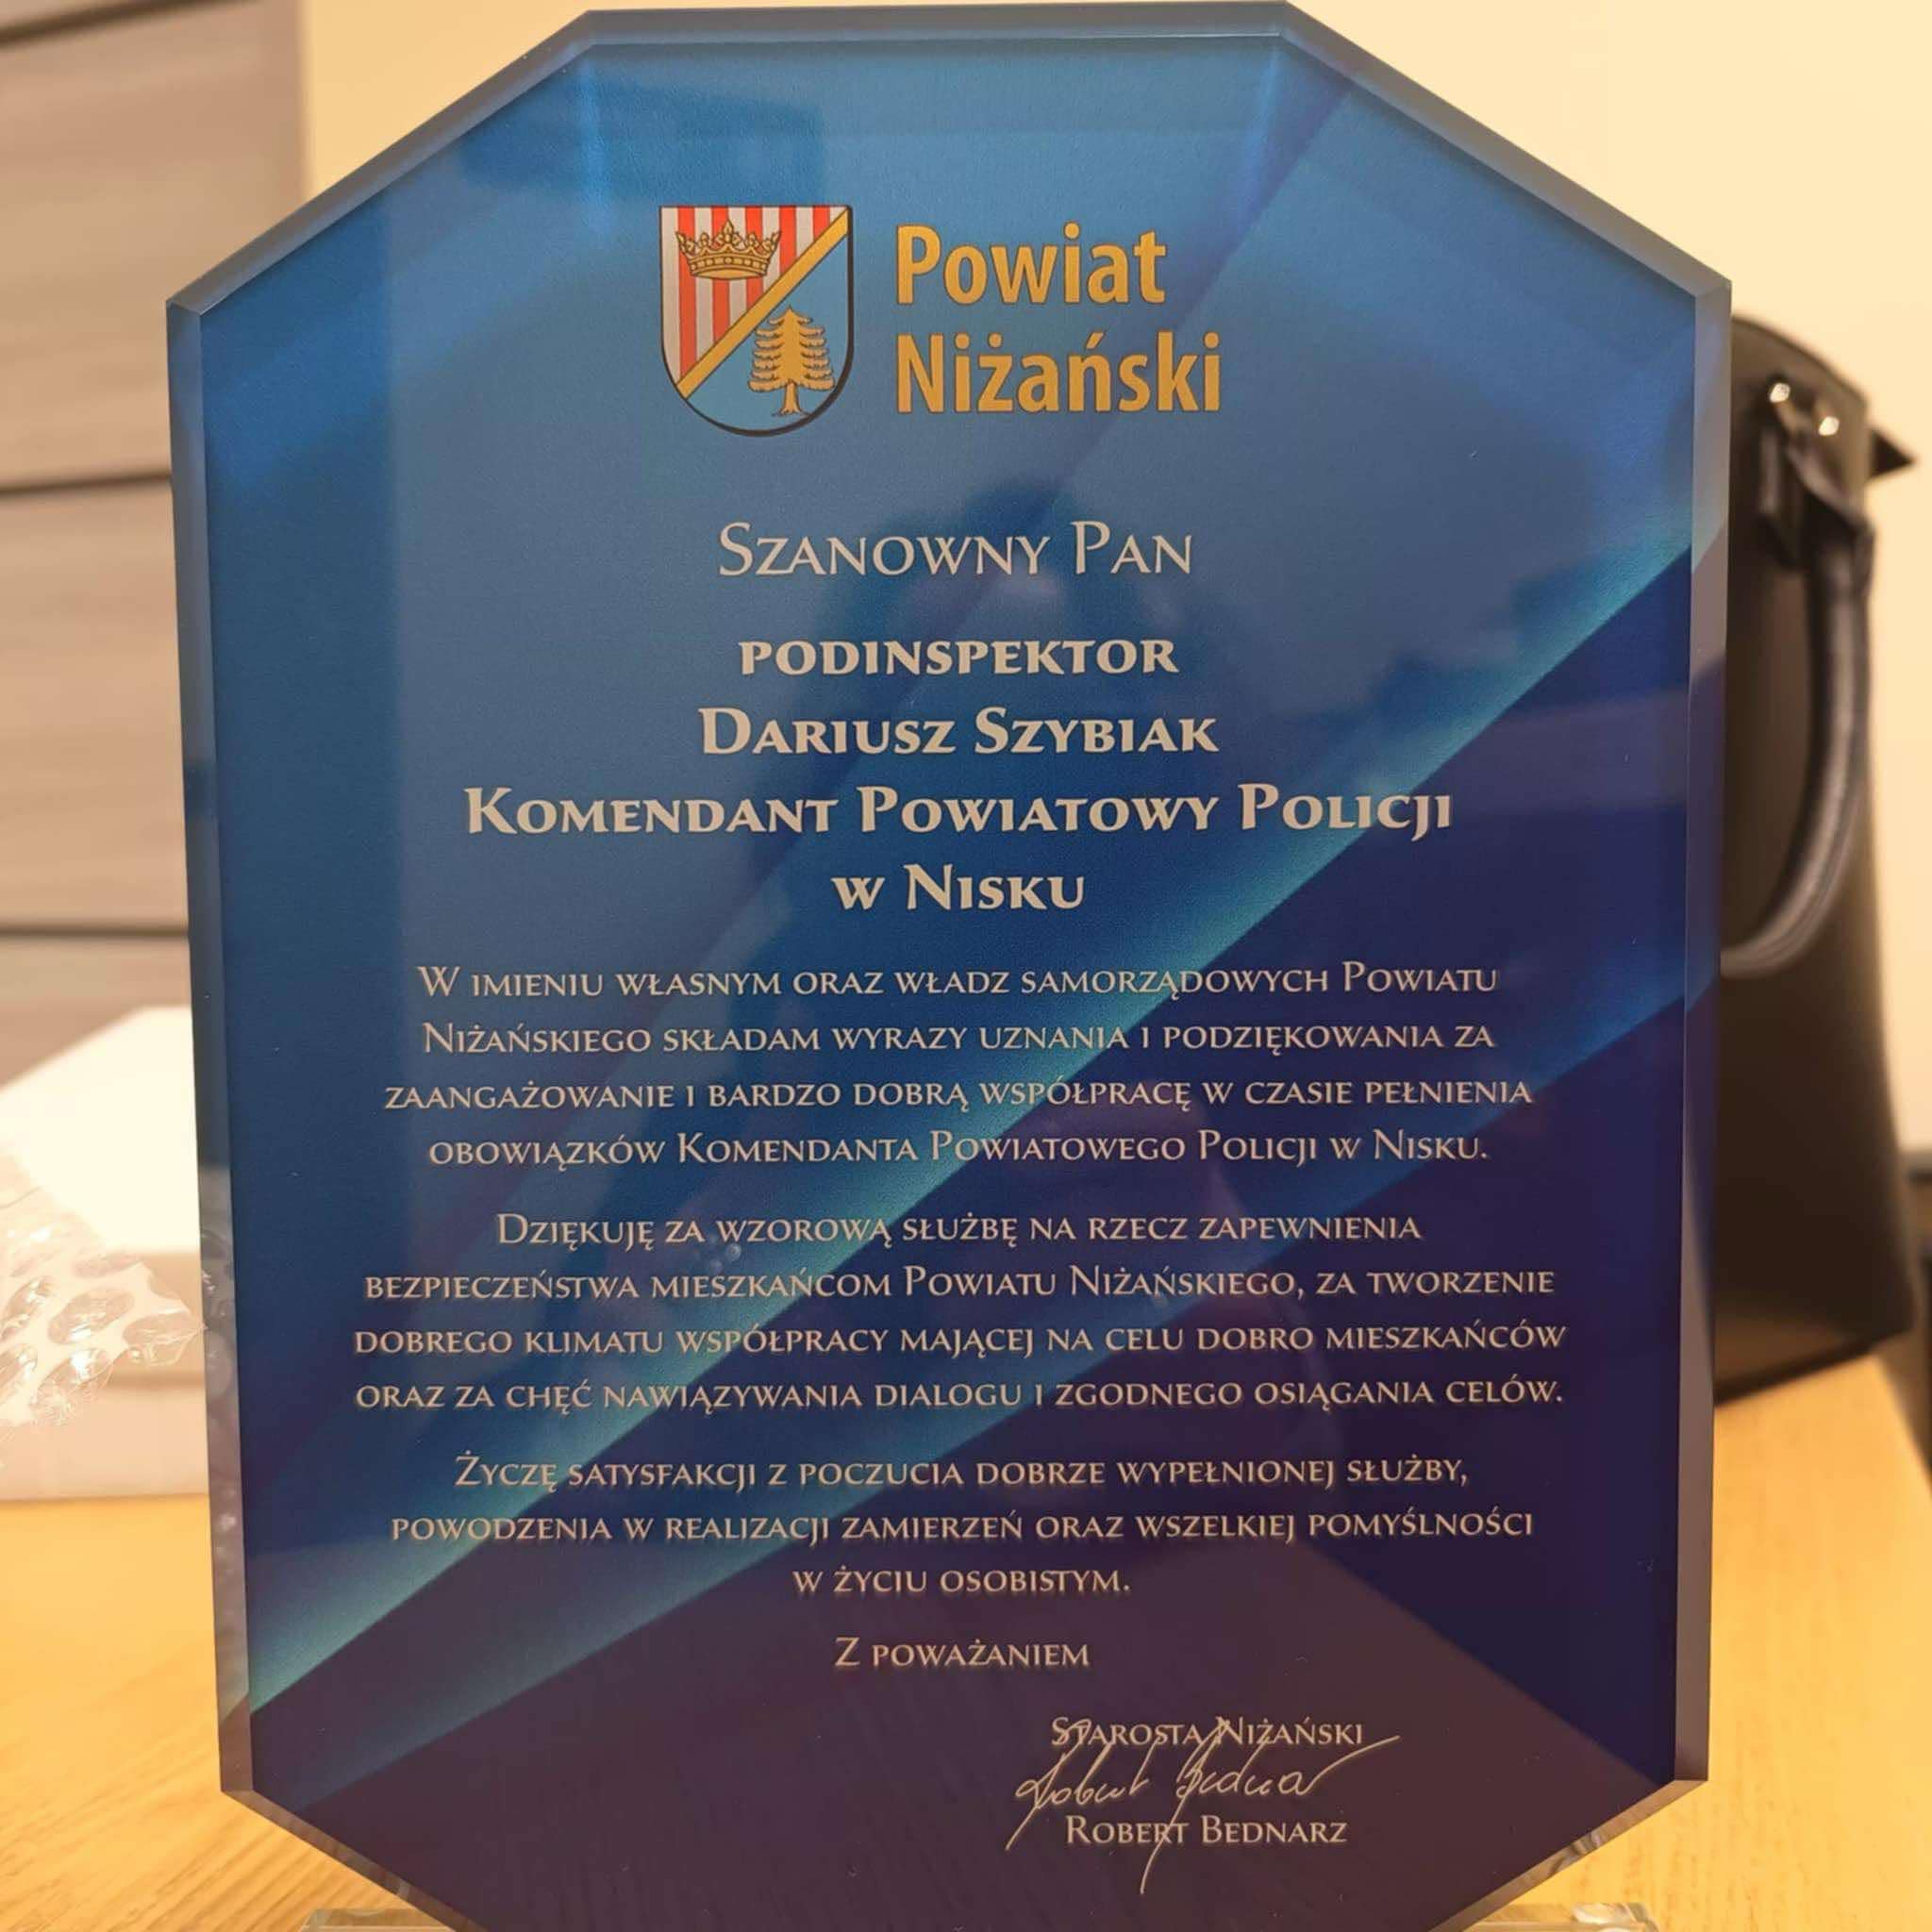 Powiat
Niżański
Szanowny Pan
podinspektor
Dariusz Szybiak
Komendant Powiatowy Policji
w Nisku
W imieniu własnym oraz władz samorządowych Powiatu
Niżańskiego składam wyrazy uznania i podziękowania za
zaangażowanie i bardzo dobrą współpracę w czasie pełnienia
obowiązków Komendanta Powiatowego Policji w Nisku.
Dziękuję za wzorową służbę na rzecz zapewnienia
bezpieczeństwa mieszkańcom Powiatu Niżańskiego, za tworzenie
dobrego klimatu współpracy mającej na celu dobro mieszkańców
oraz za chęć nawiązywania dialogu i zgodnego osiągania celów.
Życzę satysfakcji z poczucia dobrze wypełnionej służby,
powodzenia w realizacji zamierzeń oraz wszelkiej pomyślności
w życiu osobistym.
Z poważaniem
Starosta Niżański
Robert Bednarz
Robert Bednarz